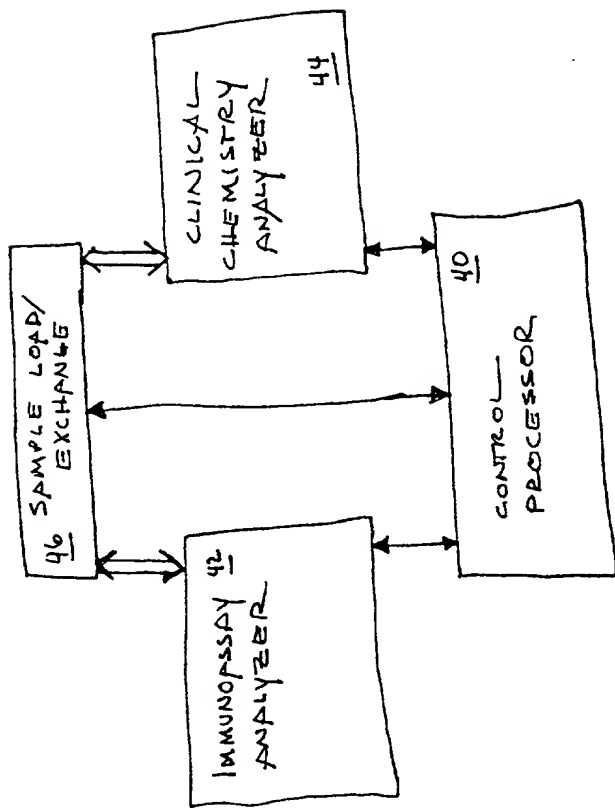 46 SAMPLE LOAD/
EXCHANGE
IMMUNOASSAY 42
ANALYZER
CLINICAL
CHEMISTRY
ANALYZER
44
40
CONTROL
PROCESSOR